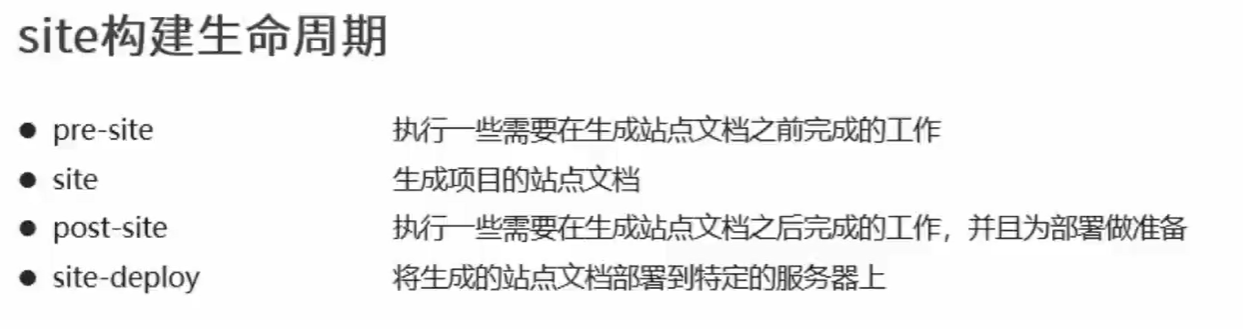 site构建生命周期
● pre-site 执行一些需要在生成站点文档之前完成的工作
● site 生成项目的站点文档
● post-site 执行一些需要在生成站点文档之后完成的工作，并且为部署做准备
● site-deploy 将生成的站点文档部署到特定的服务器上